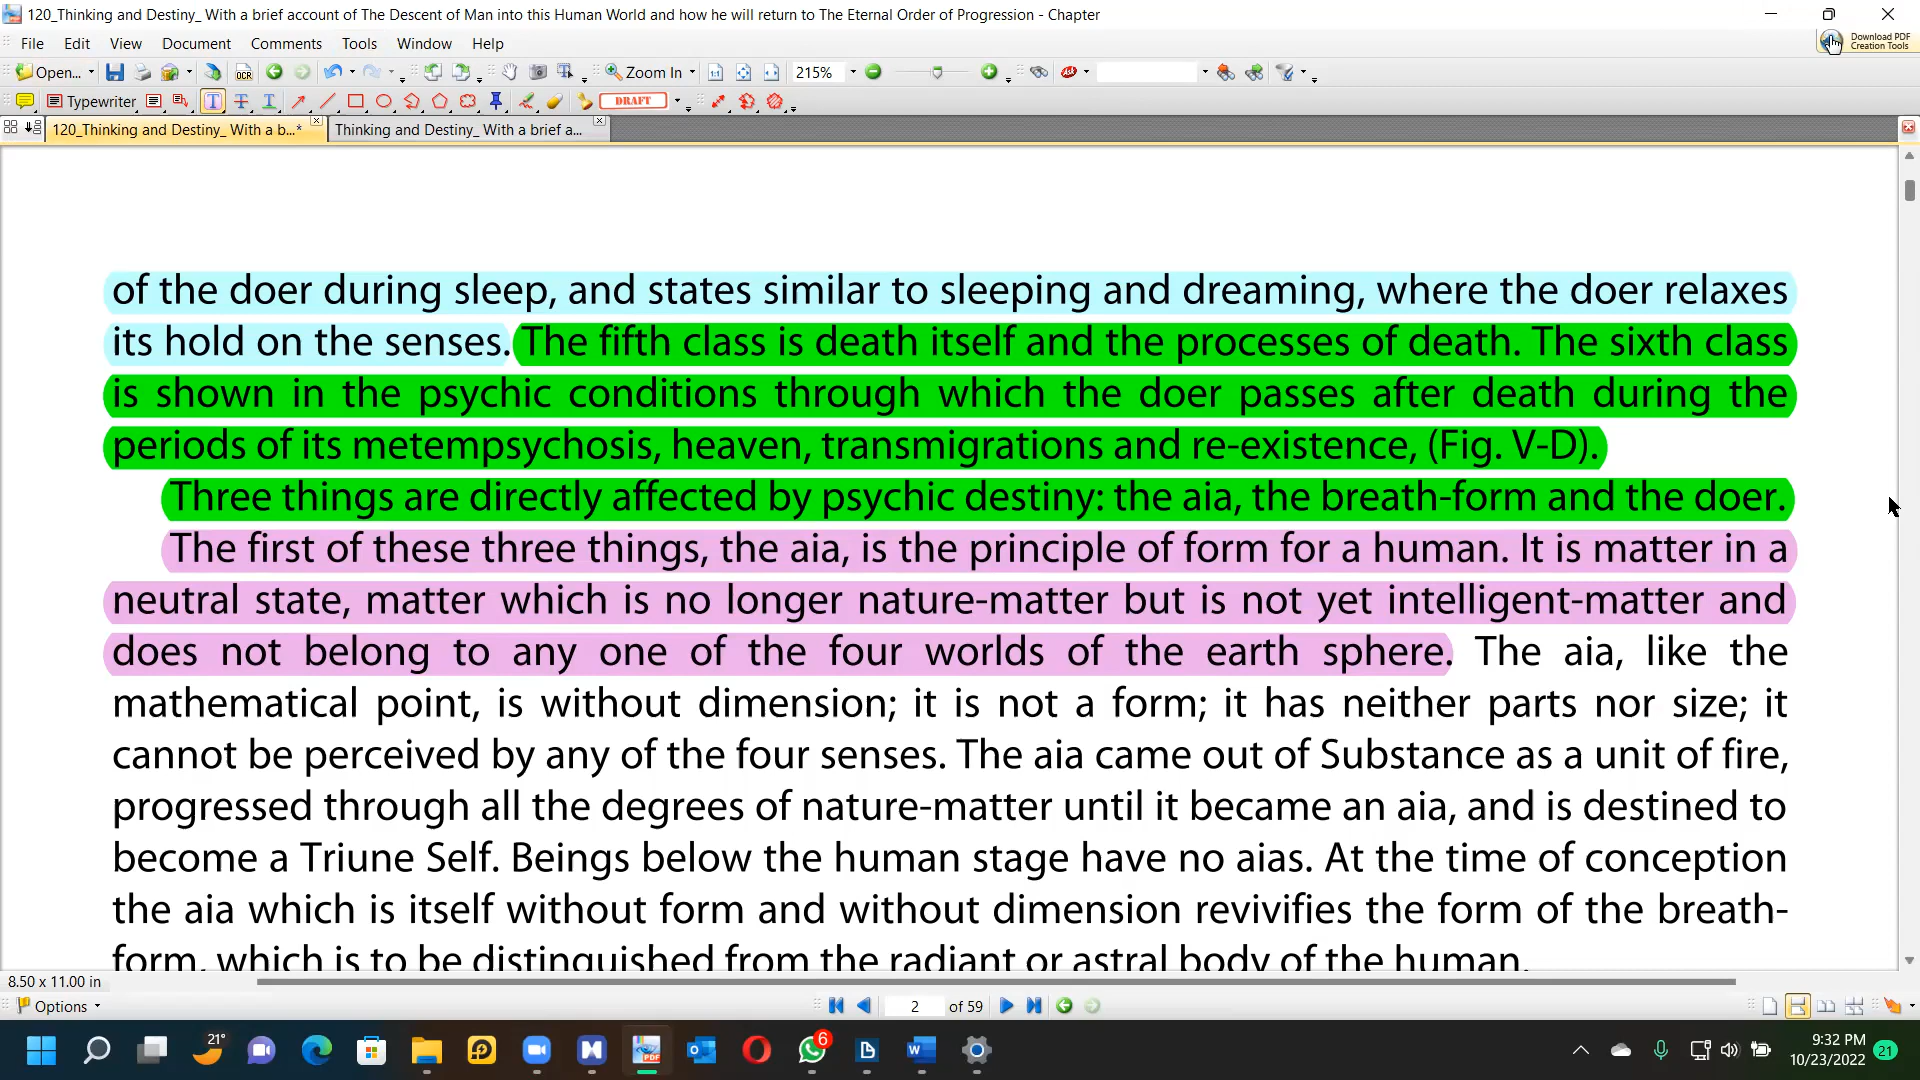 120_Thinking and Destiny_ With a brief account of The Descent of Man into this Human World and how he will return to The Eternal Order of Progression - Chapter
File Edit View Document Comments Tools Window Help
Download PDF
Creation Tools
Open... OCR Zoom In 215%
Typewriter DRAFT
120_Thinking and Destiny_ With a b...* Thinking and Destiny_ With a brief a...
of the doer during sleep, and states similar to sleeping and dreaming, where the doer relaxes
its hold on the senses. The fifth class is death itself and the processes of death. The sixth class
is shown in the psychic conditions through which the doer passes after death during the
periods of its metempsychosis, heaven, transmigrations and re-existence, (Fig. V-D).
Three things are directly affected by psychic destiny: the aia, the breath-form and the doer.
The first of these three things, the aia, is the principle of form for a human. It is matter in a
neutral state, matter which is no longer nature-matter but is not yet intelligent-matter and
does not belong to any one of the four worlds of the earth sphere. The aia, like the
mathematical point, is without dimension; it is not a form; it has neither parts nor size; it
cannot be perceived by any of the four senses. The aia came out of Substance as a unit of fire,
progressed through all the degrees of nature-matter until it became an aia, and is destined to
become a Triune Self. Beings below the human stage have no aias. At the time of conception
the aia which is itself without form and without dimension revivifies the form of the breath-
form, which is to be distinguished from the radiant or astral body of the human.
8.50 x 11.00 in
Options 2 of 59
21° 6 9:32 PM
10/23/2022 21